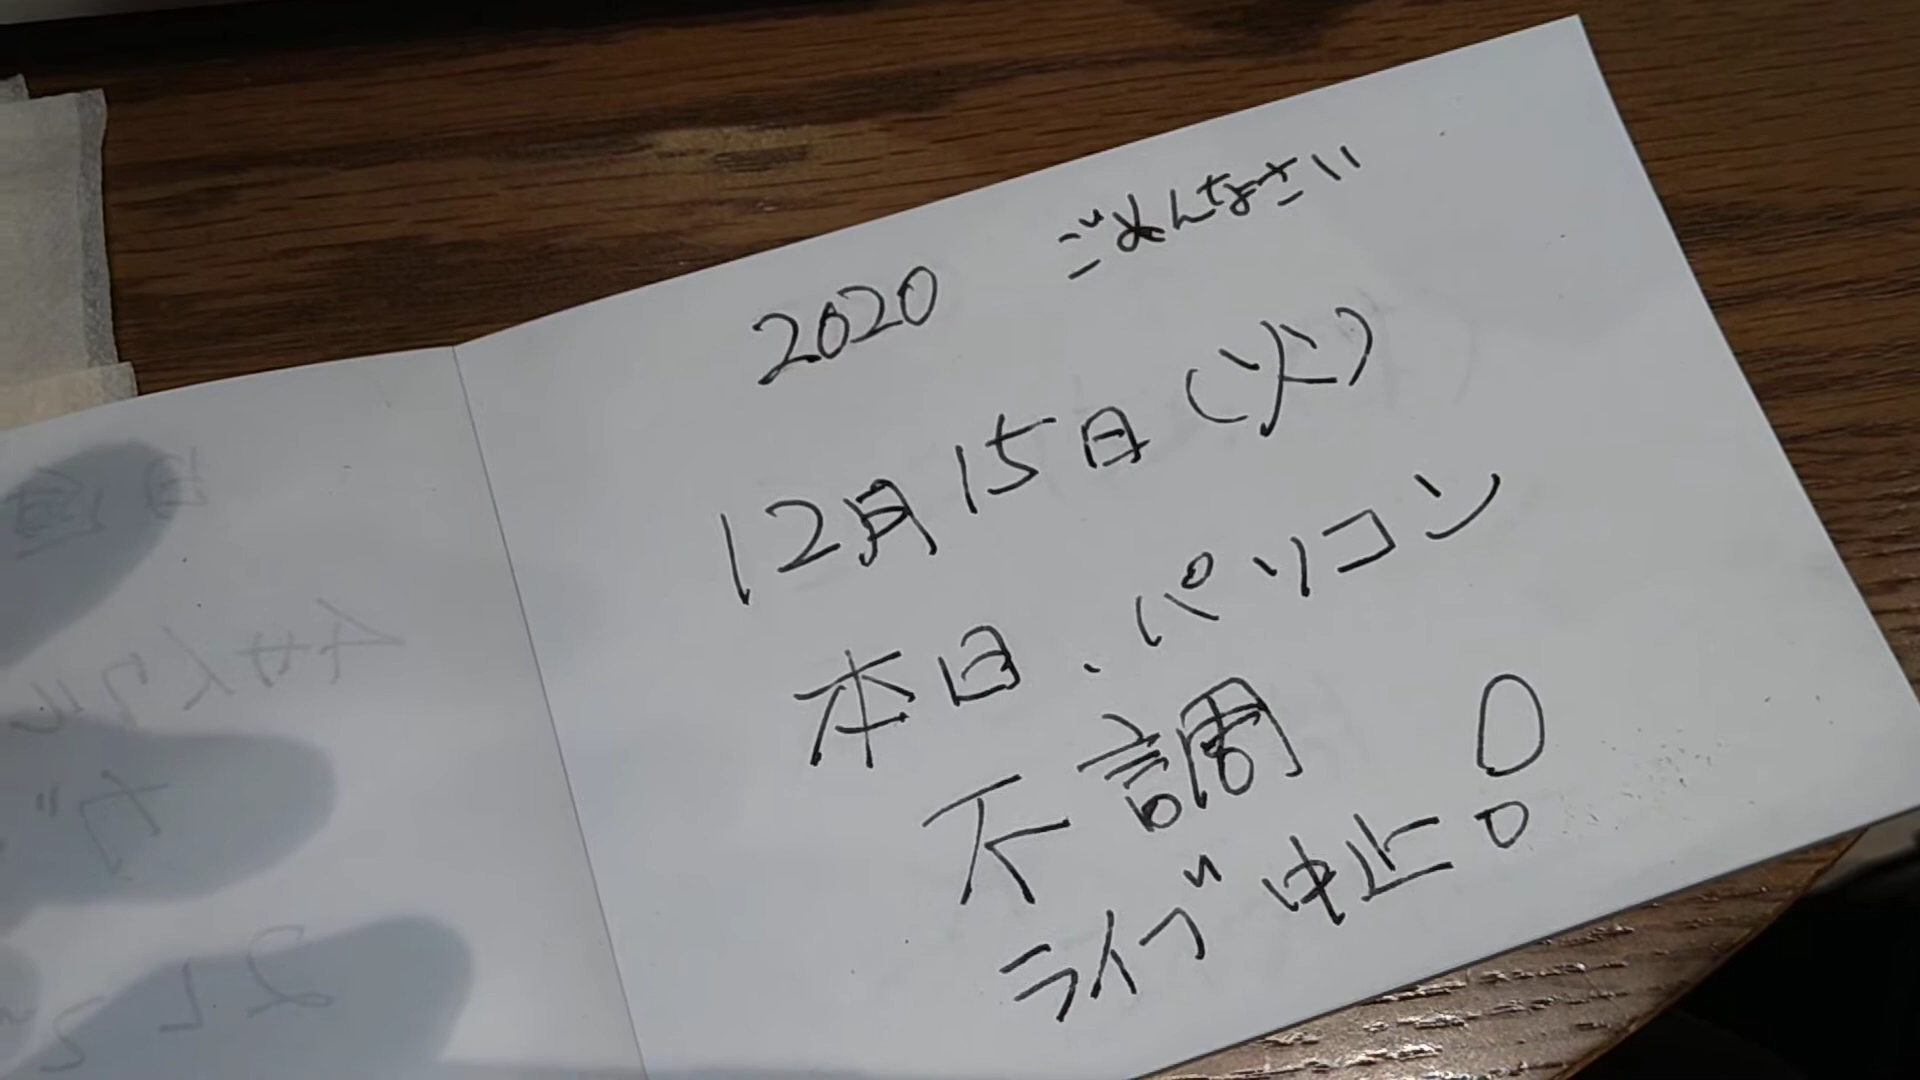 ごめんなさい
2020
12月15日(火)
本日、パソコン
不調
ライブ中止!